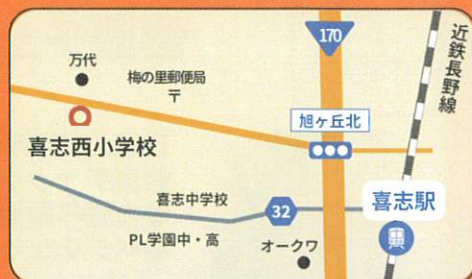 170
近鉄長野線
万代
梅の里郵便局
〒
旭ヶ丘北
喜志西小学校
喜志中学校
喜志駅
32
PL学園中・高
オークワ